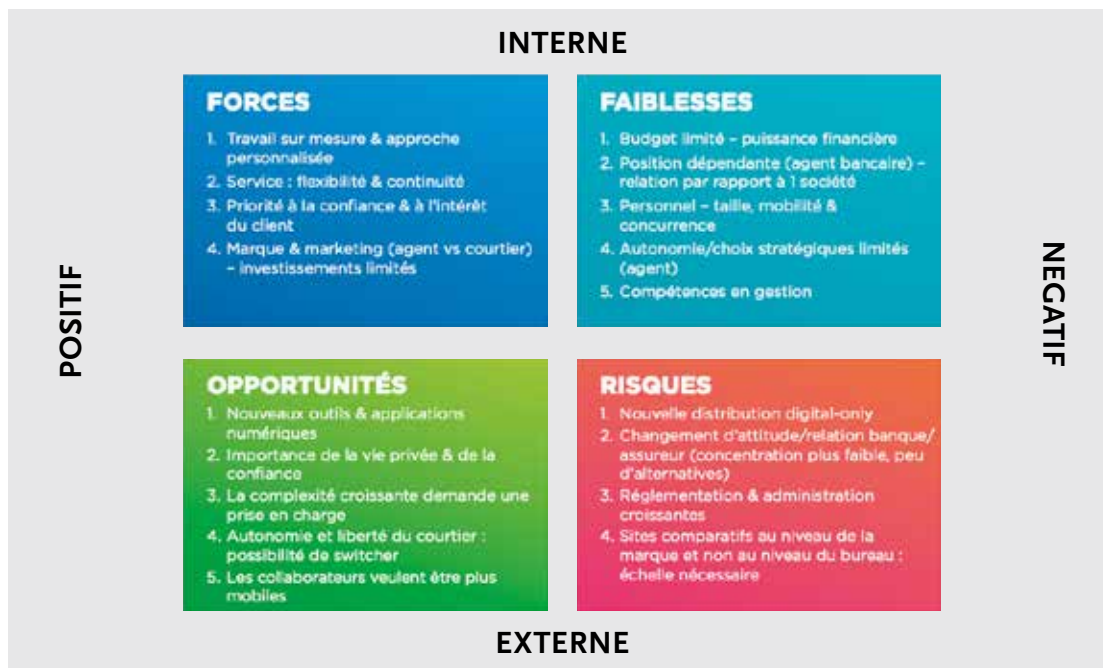 INTERNE
FORCES
1. Travail sur mesure & approche
personnalisée
2. Service : flexibilité & continuité
3. Priorité à la confiance & à l'intérêt
du client
4. Marque & marketing (agent vs courtier)
– investissements limités
FAIBLESSES
1. Budget limité – puissance financière
2. Position dépendante (agent bancaire) –
relation par rapport à 1 société
3. Personnel – taille, mobilité &
concurrence
4. Autonomie/choix stratégiques limités
(agent)
5. Compétences en gestion
POSITIF
NEGATIF
OPPORTUNITÉS
1. Nouveaux outils & applications
numériques
2. Importance de la vie privée & de la
confiance
3. La complexité croissante demande une
prise en charge
4. Autonomie et liberté du courtier :
possibilité de switcher
5. Les collaborateurs veulent être plus
mobiles
RISQUES
1. Nouvelle distribution digital-only
2. Changement d'attitude/relation banque/
assureur (concentration plus faible, peu
d'alternatives)
3. Réglementation & administration
croissantes
4. Sites comparatifs au niveau de la
marque et non au niveau du bureau :
échelle nécessaire
EXTERNE